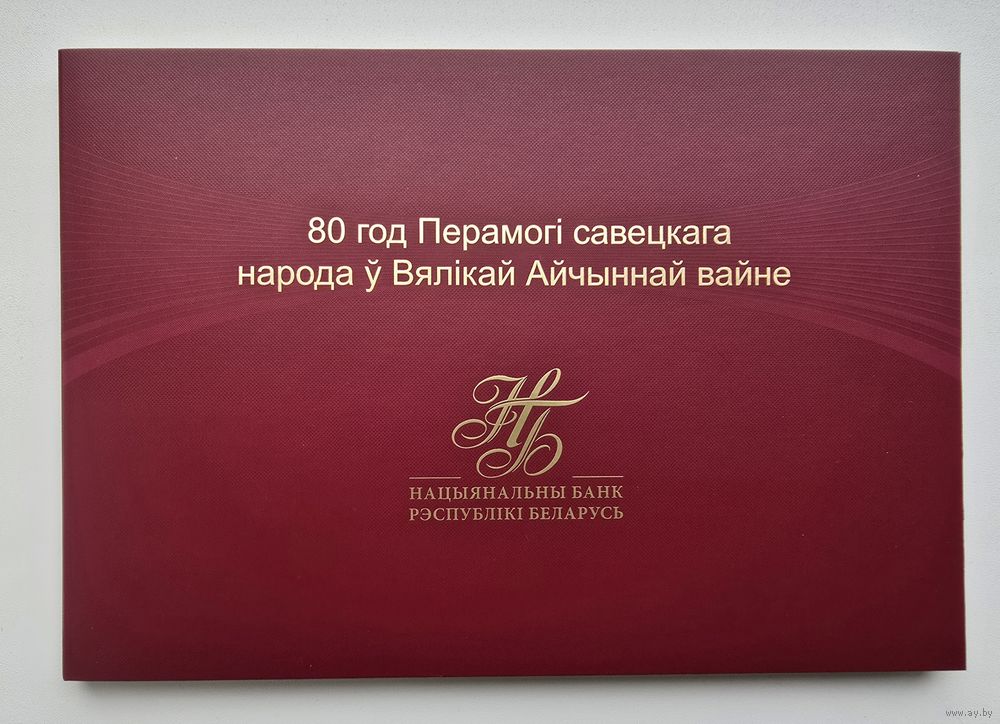 80 год Перамогі савецкага
народа ў Вялікай Айчыннай вайне
НБ
НАЦЫЯНАЛЬНЫ БАНК
РЭСПУБЛІКІ БЕЛАРУСЬ
www.ay.by